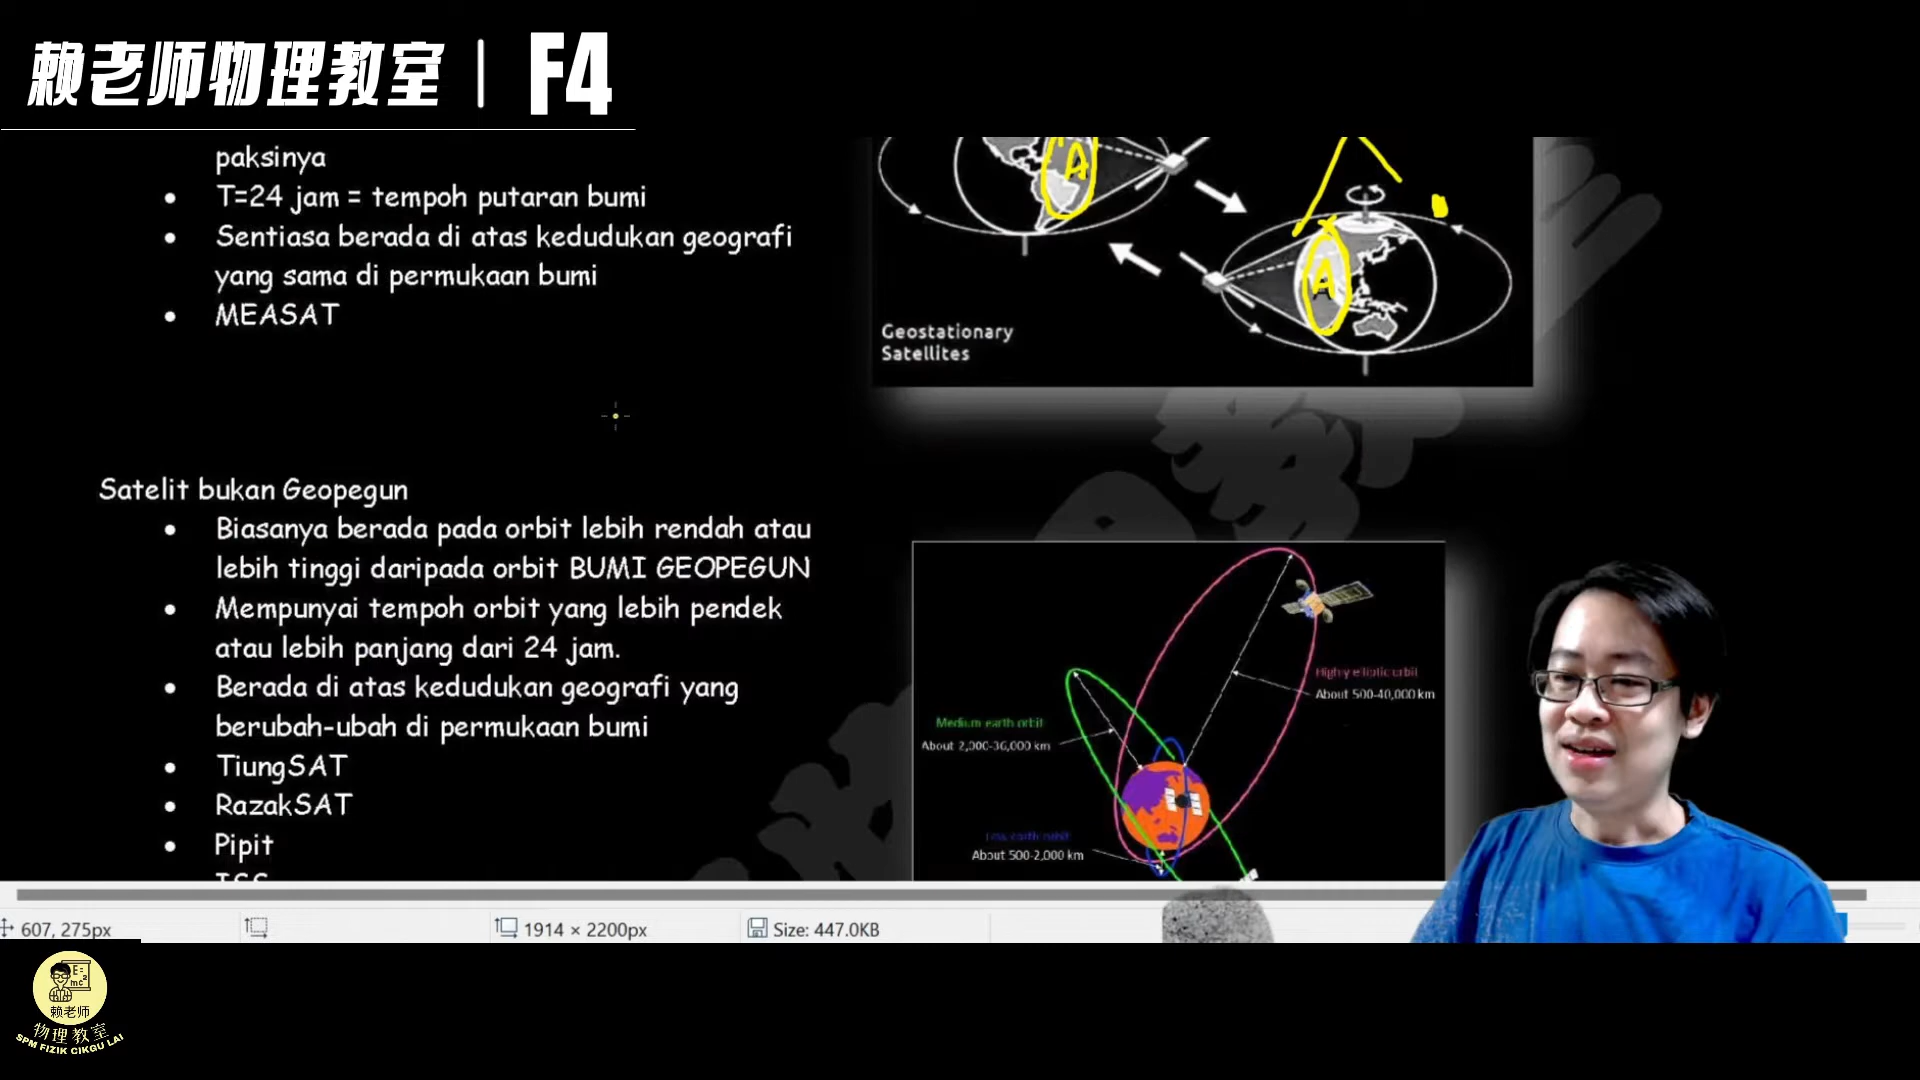 赖老师物理教室 | F4
paksinya
• T=24 jam = tempoh putaran bumi
• Sentiasa berada di atas kedudukan geografi
yang sama di permukaan bumi
• MEASAT
A
A
Geostationary
Satellites
Satelit bukan Geopegun
• Biasanya berada pada orbit lebih rendah atau
lebih tinggi daripada orbit BUMI GEOPEGUN
• Mempunyai tempoh orbit yang lebih pendek
atau lebih panjang dari 24 jam.
• Berada di atas kedudukan geografi yang
berubah-ubah di permukaan bumi
• TiungSAT
• RazakSAT
• Pipit
Highly elliptic orbit
About 500-40,000 km
Medium earth orbit
About 2,000-36,000 km
Low earth orbit
About 500-2,000 km
607, 275px
1914 × 2200px
Size: 447.0KB
E=
mc²
赖老师
物理教室
SPM FIZIK CIKGU LAI